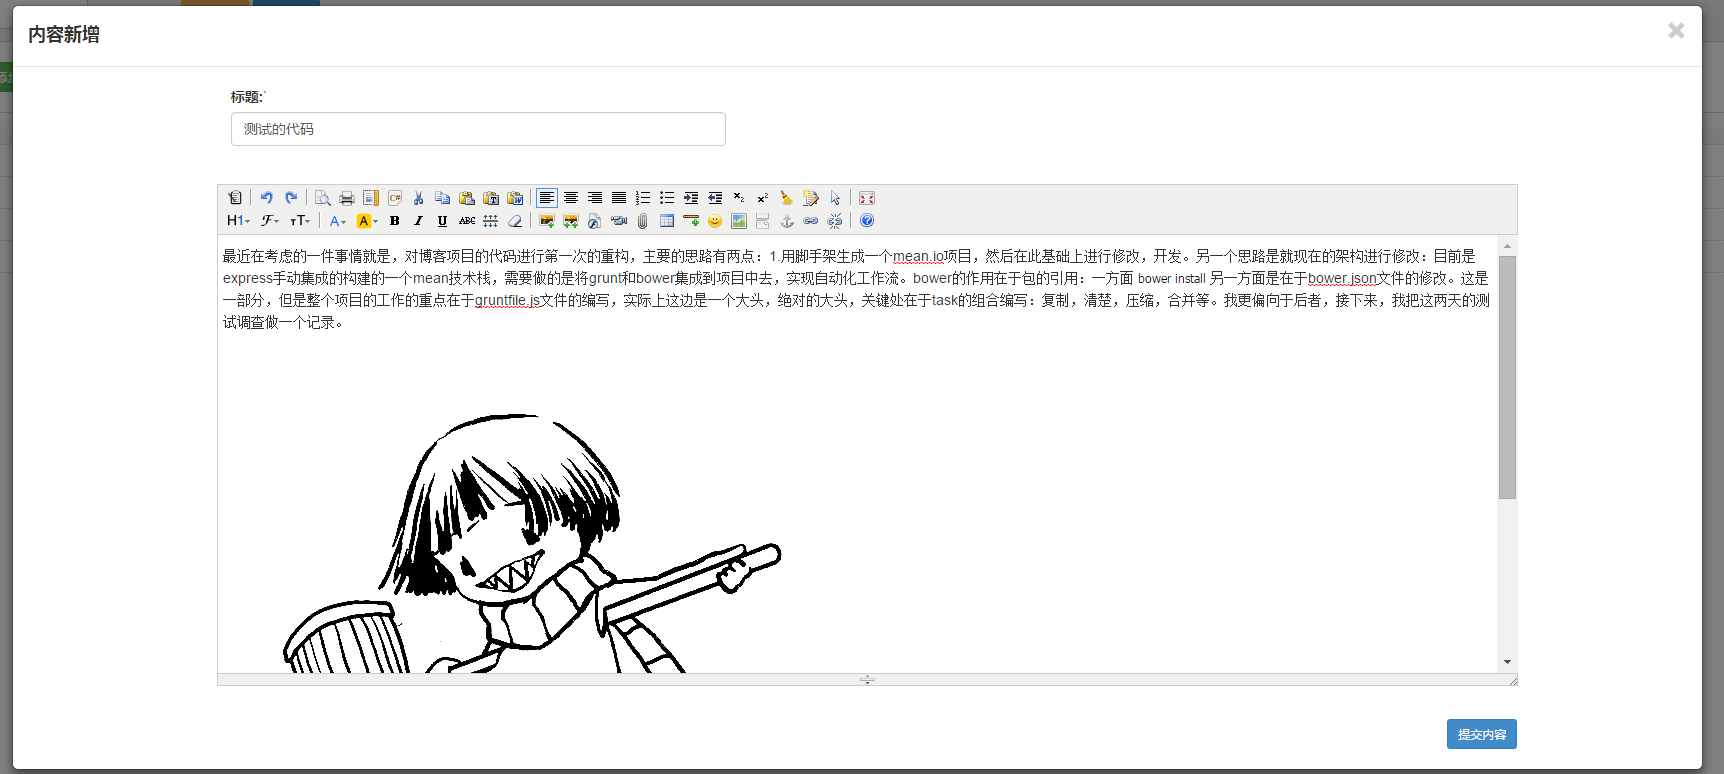 内容新增
×
添加
标题:`
测试的代码
H1 ℱ тT A A B I U ABC
最近在考虑的一件事情就是，对博客项目的代码进行第一次的重构，主要的思路有两点：1.用脚手架生成一个mean.io项目，然后在此基础上进行修改，开发。另一个思路是就现在的架构进行修改：目前是
express手动集成的构建的一个mean技术栈，需要做的是将grunt和bower集成到项目中去，实现自动化工作流。bower的作用在于包的引用：一方面 bower install 另一方面是在于bower.json文件的修改。这是
一部分，但是整个项目的工作的重点在于gruntfile.js文件的编写，实际上这边是一个大头，绝对的大头，关键处在于task的组合编写：复制，清楚，压缩，合并等。我更偏向于后者，接下来，我把这两天的测
试调查做一个记录。
提交内容